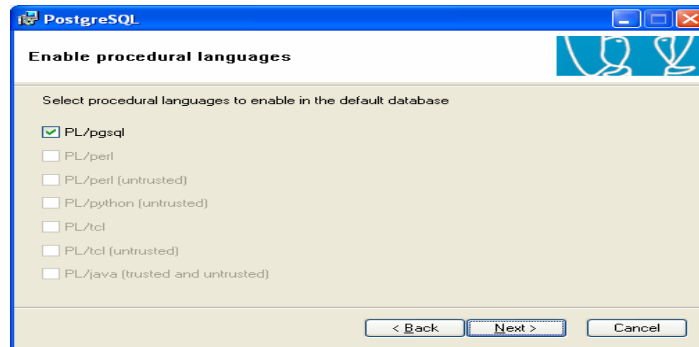 PostgreSQL
Enable procedural languages
Select procedural languages to enable in the default database
PL/pgsql
PL/perl
PL/perl (untrusted)
PL/python (untrusted)
PL/tcl
PL/tcl (untrusted)
PL/java (trusted and untrusted)
< Back Next > Cancel